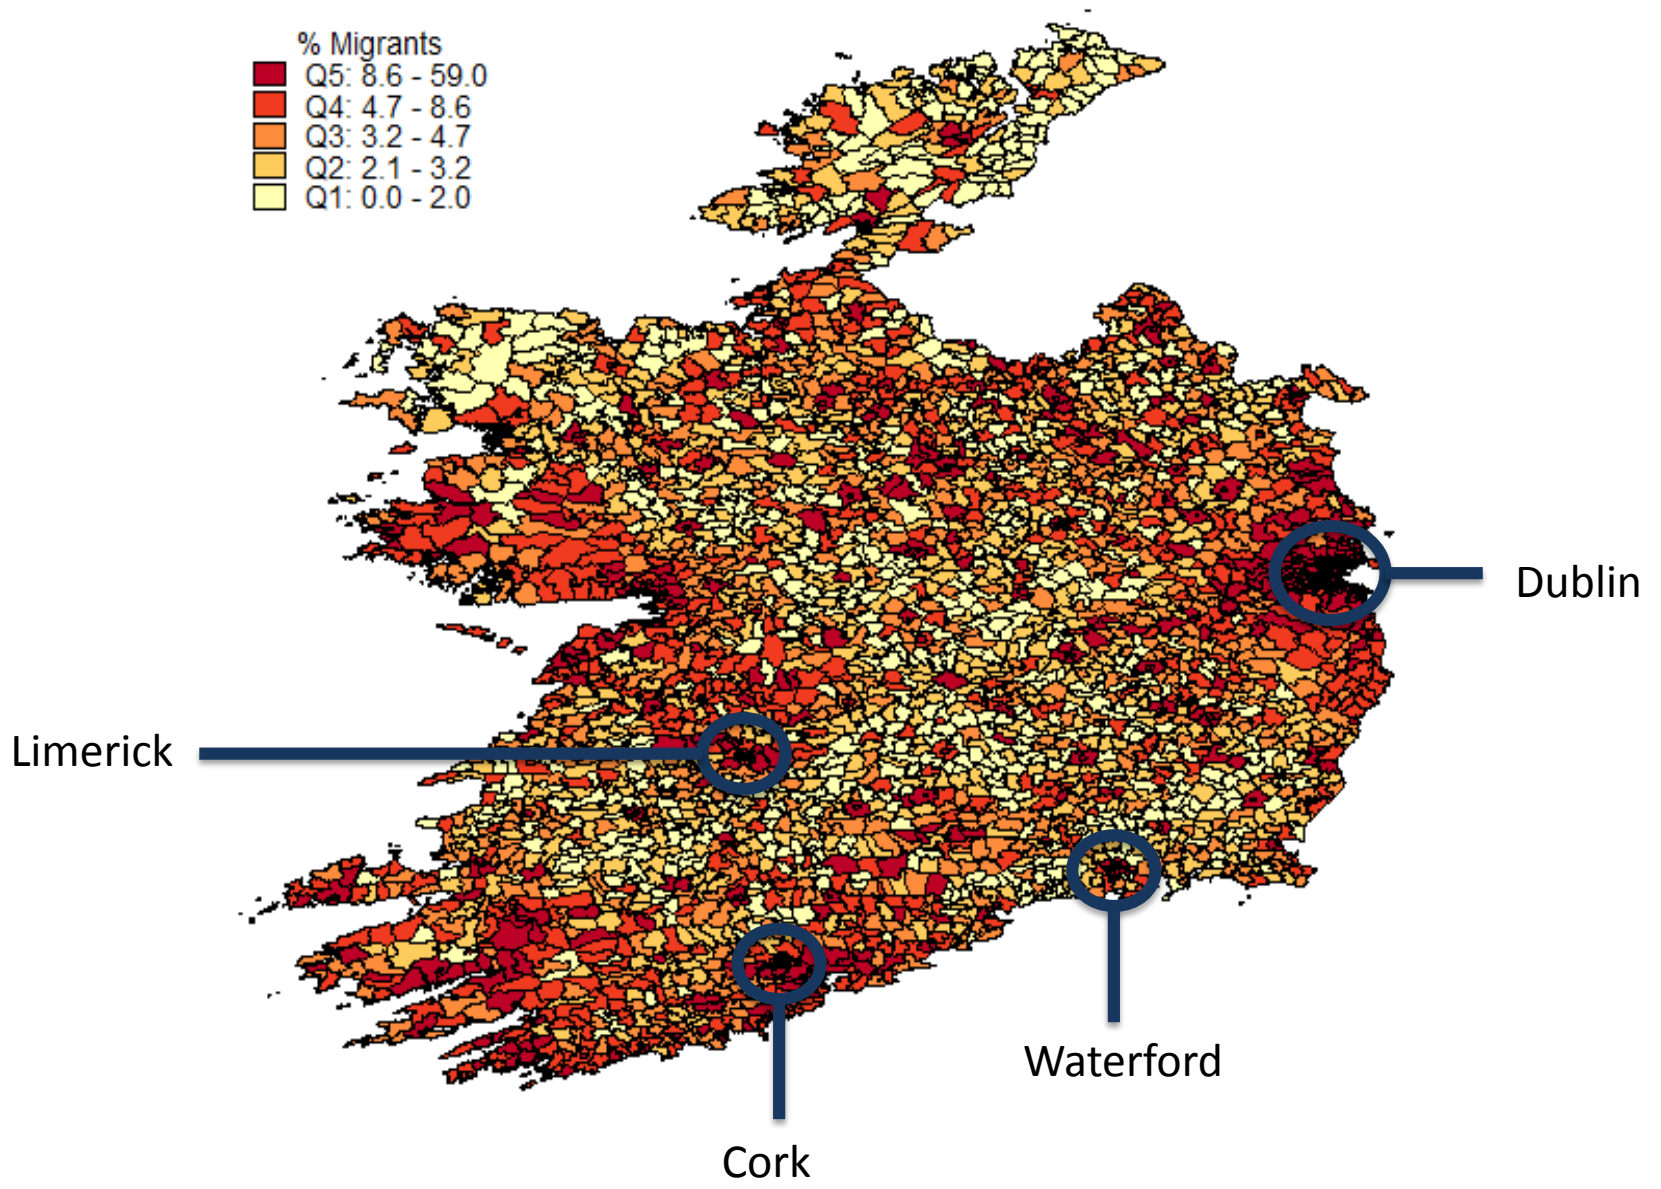 % Migrants
Q5: 8.6 - 59.0
Q4: 4.7 - 8.6
Q3: 3.2 - 4.7
Q2: 2.1 - 3.2
Q1: 0.0 - 2.0
Dublin
Limerick
Waterford
Cork